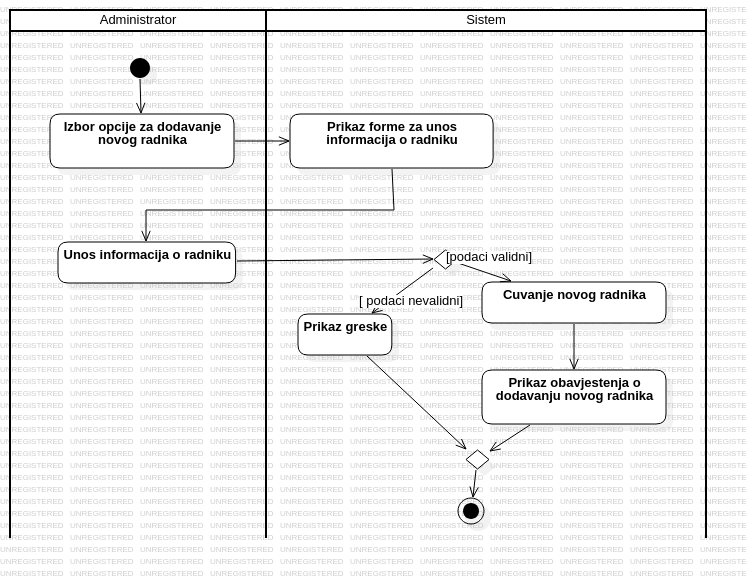 Administrator
Sistem
Izbor opcije za dodavanje
novog radnika
Prikaz forme za unos
informacija o radniku
Unos informacija o radniku
[podaci validni]
[ podaci nevalidni]
Cuvanje novog radnika
Prikaz greske
Prikaz obavjestenja o
dodavanju novog radnika
UNREGISTERED